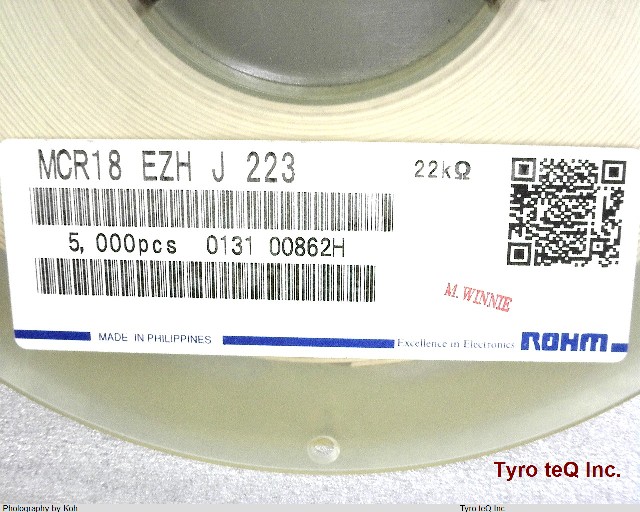 MCR18 EZH J 223 22kΩ
5,000pcs 0131 00862H
M. WINNIE
MADE IN PHILIPPINES Excellence in Electronics ROHM
Tyro teQ Inc.
Photography by Koh Tyro teQ Inc.